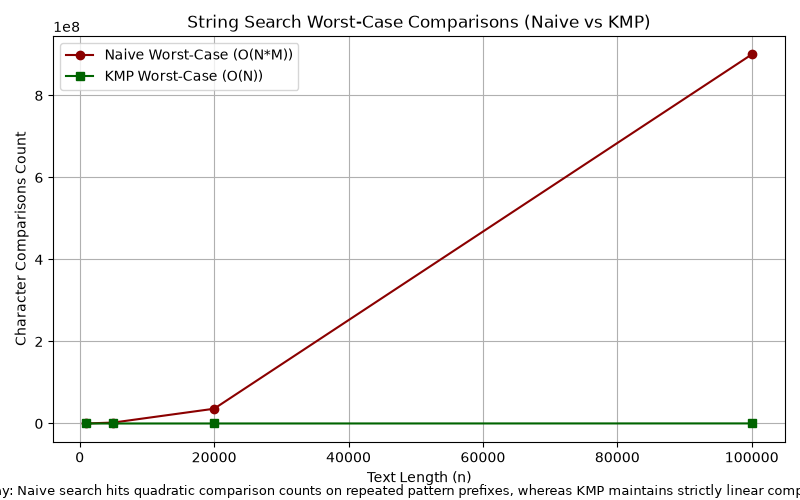 String Search Worst-Case Comparisons (Naive vs KMP)
1e8
Naive Worst-Case (O(N*M))
KMP Worst-Case (O(N))
Character Comparisons Count
8
6
4
2
0
0 20000 40000 60000 80000 100000
Text Length (n)
Naive search hits quadratic comparison counts on repeated pattern prefixes, whereas KMP maintains strictly linear